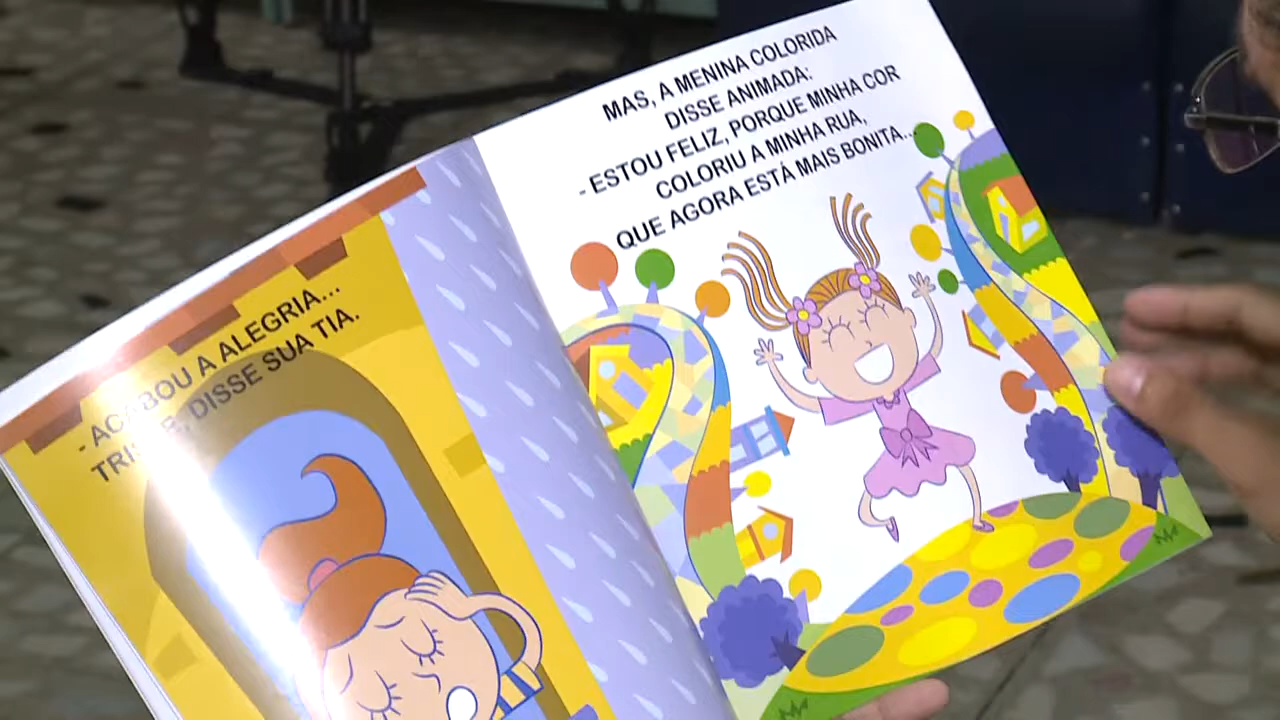 - ACABOU A ALEGRIA...
DISSE SUA TIA.
MAS, A MENINA COLORIDA
DISSE ANIMADA:
- ESTOU FELIZ, PORQUE MINHA COR
COLORIU A MINHA RUA,
QUE AGORA ESTÁ MAIS BONITA...